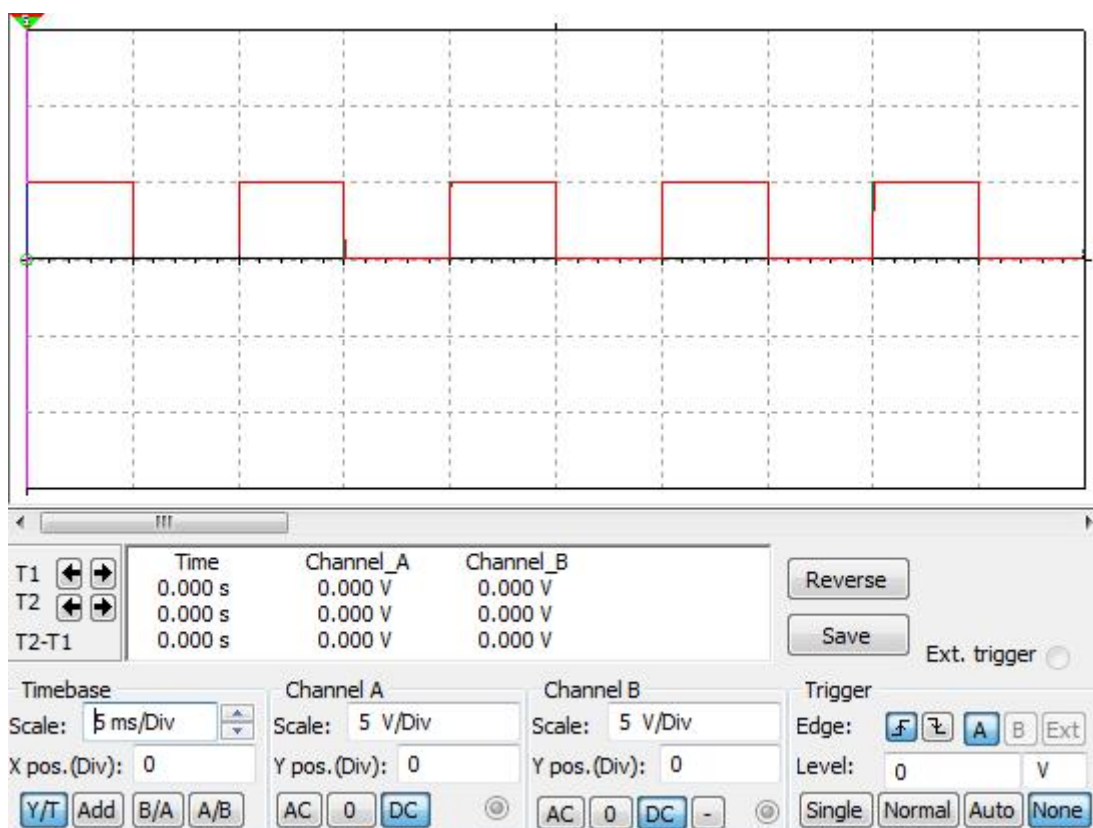 Time Channel_A Channel_B
T1 0.000 s 0.000 V 0.000 V
T2 0.000 s 0.000 V 0.000 V
T2-T1 0.000 s 0.000 V 0.000 V
Reverse
Save
Ext. trigger
Timebase
Scale: 5 ms/Div
X pos.(Div): 0
Y/T Add B/A A/B
Channel A
Scale: 5 V/Div
Y pos.(Div): 0
AC 0 DC
Channel B
Scale: 5 V/Div
Y pos.(Div): 0
AC 0 DC -
Trigger
Edge: A B Ext
Level: 0 V
Single Normal Auto None